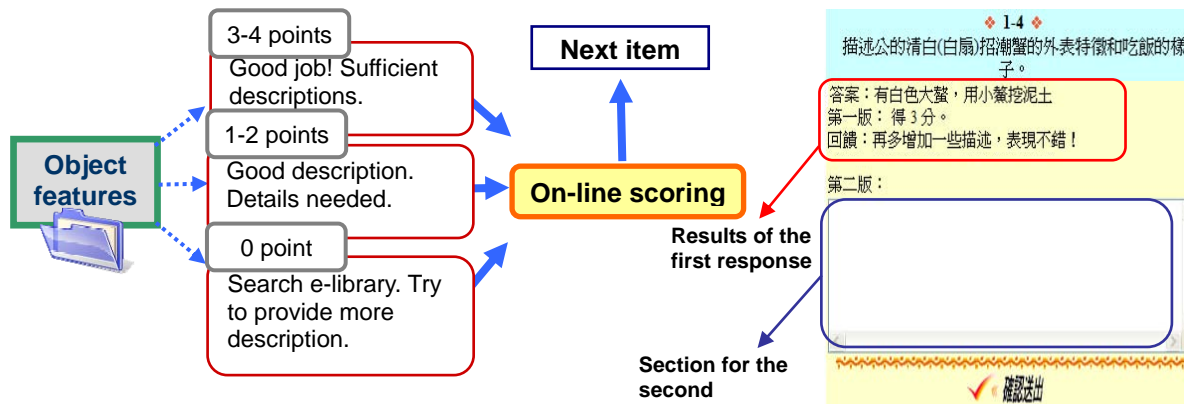 3-4 points
Good job! Sufficient
descriptions.
1-2 points
Good description.
Details needed.
0 point
Search e-library. Try
to provide more
description.
Object
features
Next item
On-line scoring
Results of the
first response
Section for the
second
1-4
描述公的清白(白扇)招潮蟹的外表特徵和吃飯的樣
子。
答案：有白色大螯，用小螯挖泥土
第一版： 得 3 分。
回饋：再多增加一些描述，表現不錯！
第二版：
確認送出